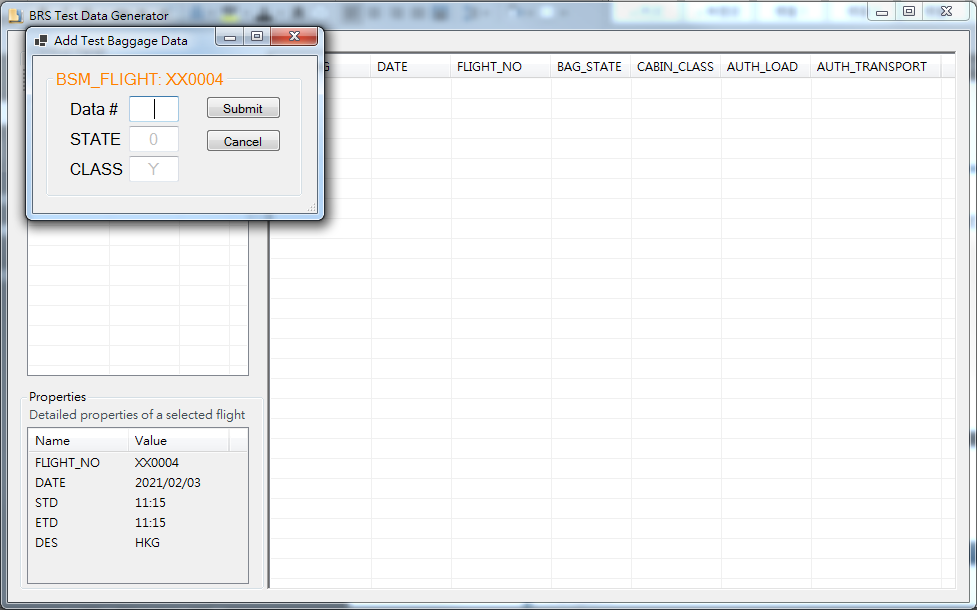 BRS Test Data Generator
Add Test Baggage Data
BSM_FLIGHT: XX0004
Data #
Submit
STATE
0
Cancel
CLASS
Y
G
DATE
FLIGHT_NO
BAG_STATE
CABIN_CLASS
AUTH_LOAD
AUTH_TRANSPORT
Properties
Detailed properties of a selected flight
Name
Value
FLIGHT_NO
XX0004
DATE
2021/02/03
STD
11:15
ETD
11:15
DES
HKG